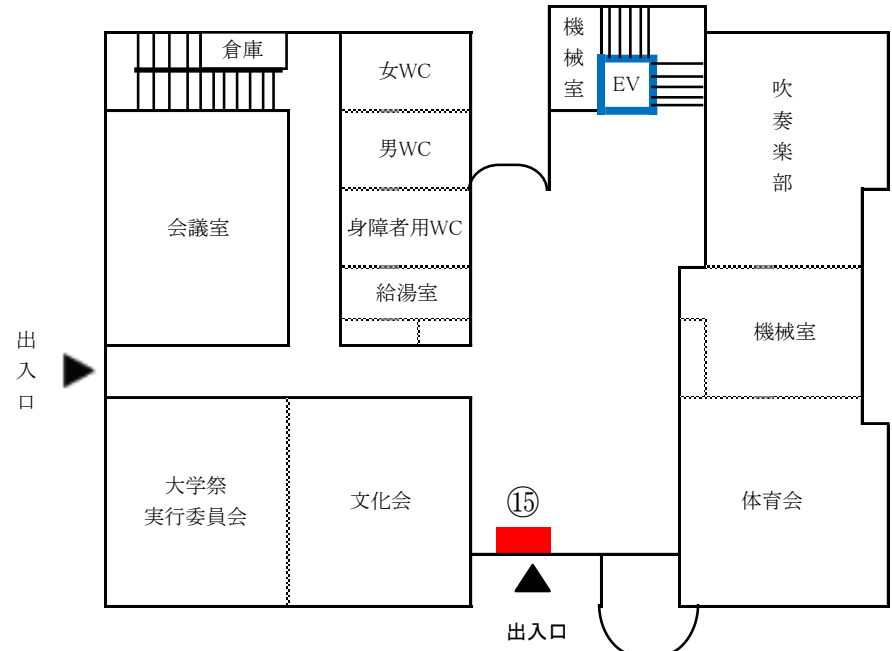 倉庫
女WC
機械室
EV
吹奏楽部
男WC
会議室
身障者用WC
給湯室
機械室
出入口
大学祭
実行委員会
文化会
⑮
体育会
出入口